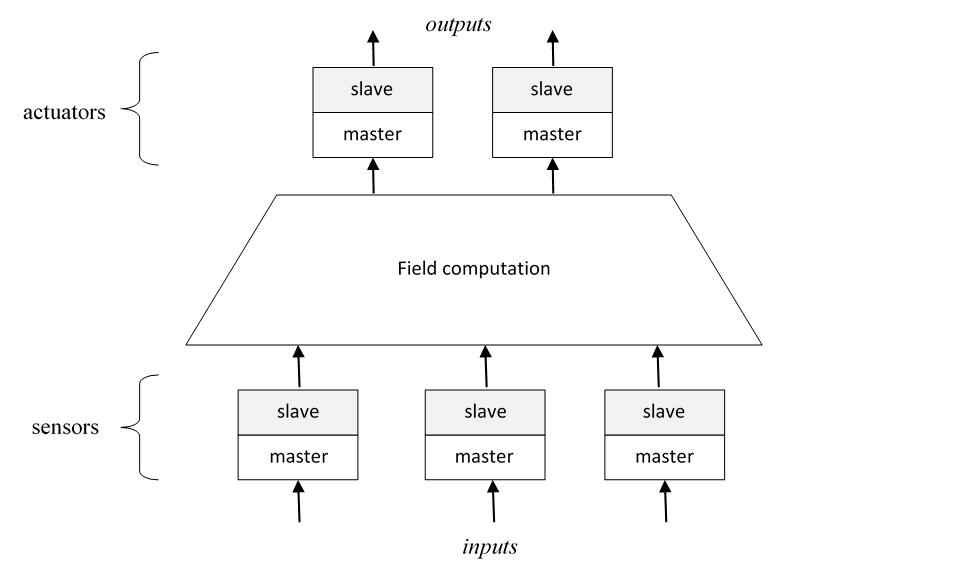 outputs
slave
slave
actuators
master
master
Field computation
slave
slave
slave
sensors
master
master
master
inputs